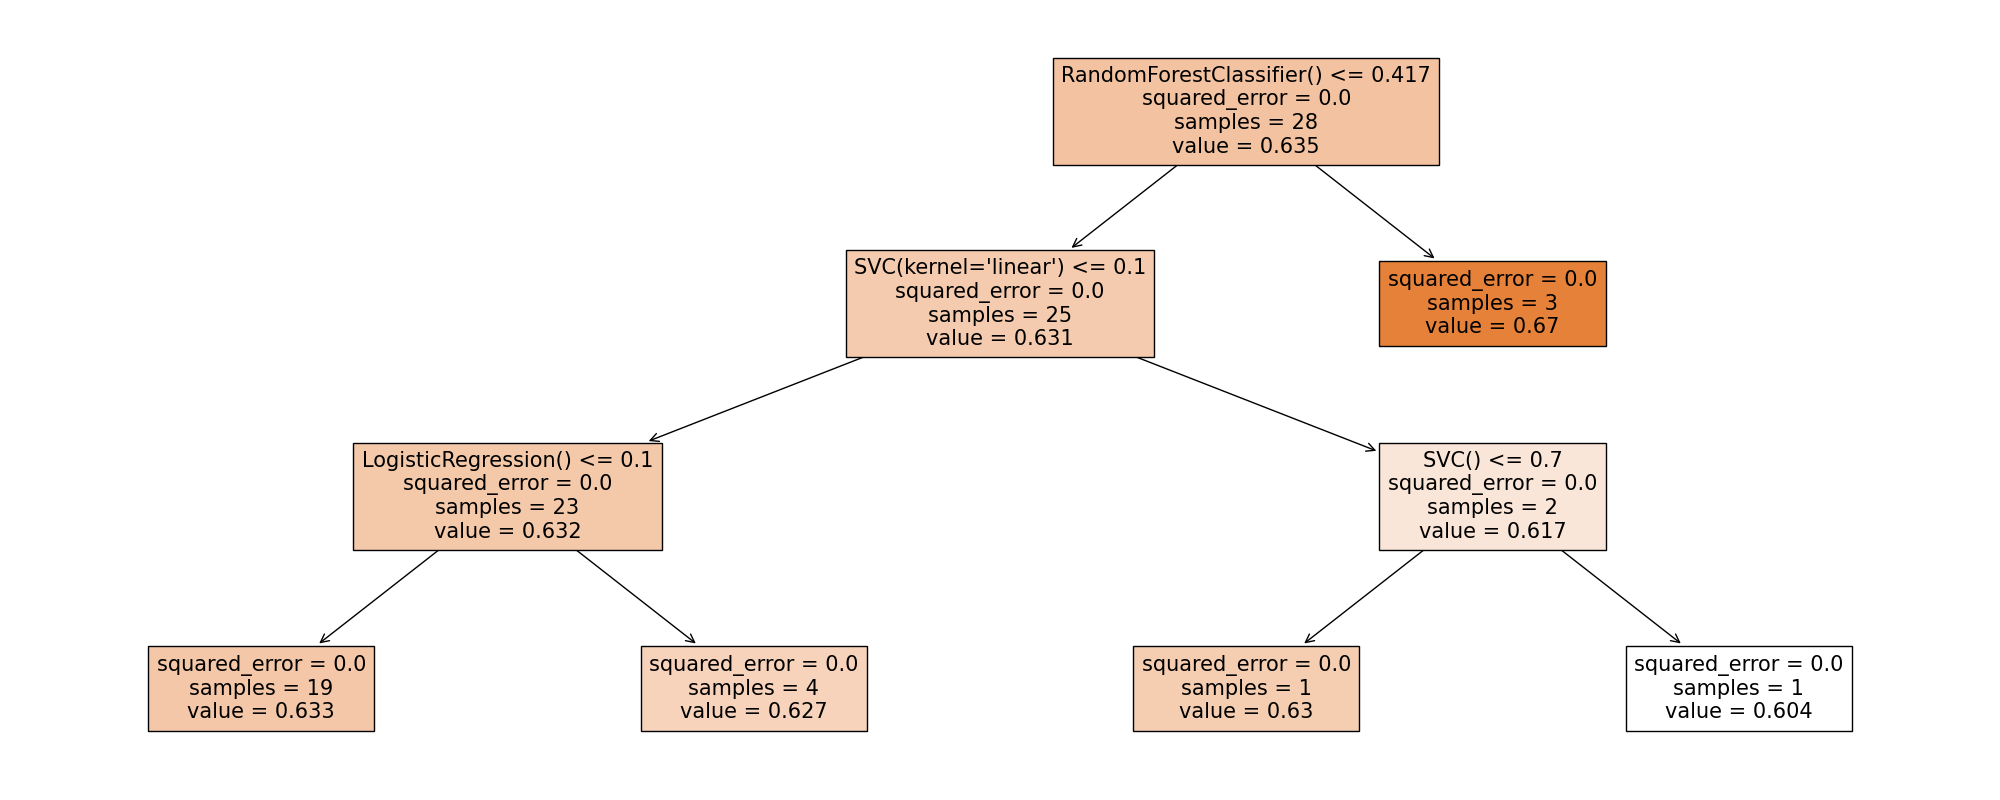 RandomForestClassifier() <= 0.417
squared_error = 0.0
samples = 28
value = 0.635
SVC(kernel='linear') <= 0.1
squared_error = 0.0
samples = 25
value = 0.631
squared_error = 0.0
samples = 3
value = 0.67
LogisticRegression() <= 0.1
squared_error = 0.0
samples = 23
value = 0.632
SVC() <= 0.7
squared_error = 0.0
samples = 2
value = 0.617
squared_error = 0.0
samples = 19
value = 0.633
squared_error = 0.0
samples = 4
value = 0.627
squared_error = 0.0
samples = 1
value = 0.63
squared_error = 0.0
samples = 1
value = 0.604